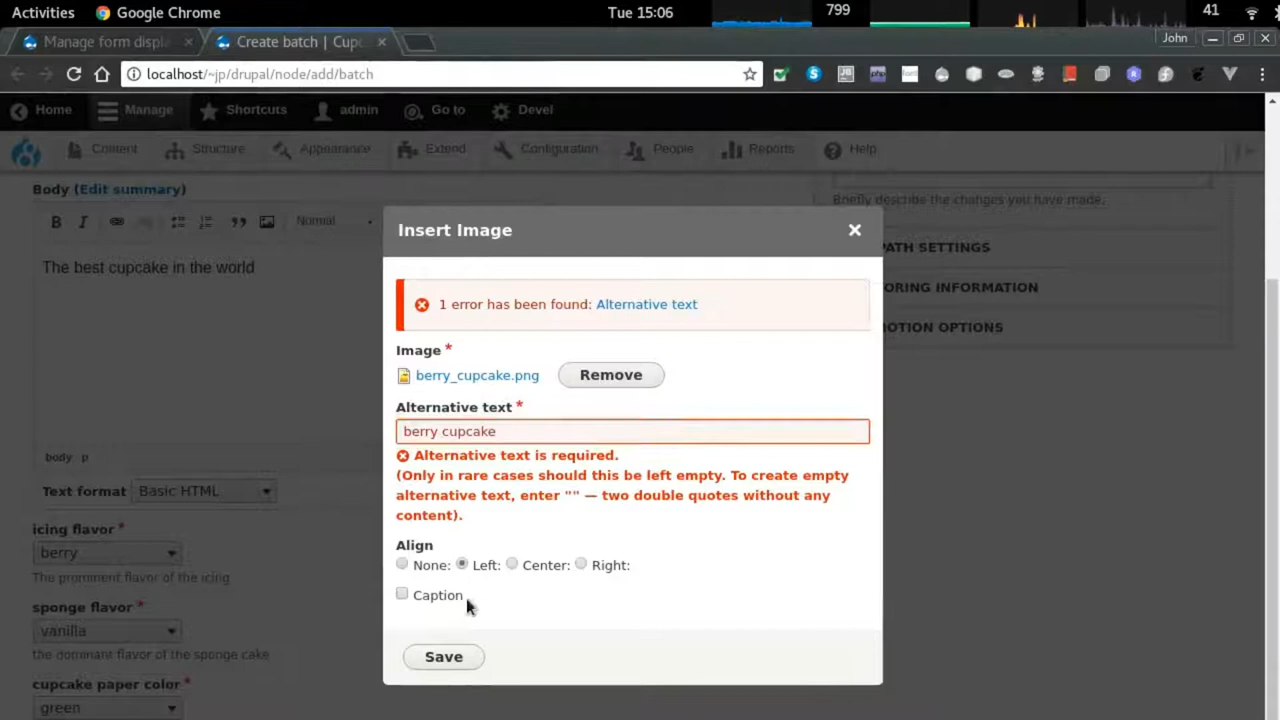 Activities Google Chrome Tue 15:06 799 41
Manage form displ × Create batch | Cupc × John
localhost/~jp/drupal/node/add/batch
Home Manage Shortcuts admin Go to Devel
Content Structure Appearance Extend Configuration People Reports Help
Body (Edit summary)
Briefly describe the changes you have made.
B I Normal
Insert Image ×
PATH SETTINGS
The best cupcake in the world
ORING INFORMATION
1 error has been found: Alternative text
OTION OPTIONS
Image *
berry_cupcake.png Remove
Alternative text *
berry cupcake
Alternative text is required.
(Only in rare cases should this be left empty. To create empty
alternative text, enter "" — two double quotes without any
content).
body p
Text format Basic HTML
icing flavor *
berry
The prominent flavor of the icing
Align
None: Left: Center: Right:
Caption
sponge flavor *
vanilla
the dominant flavor of the sponge cake
Save
cupcake paper color *
green